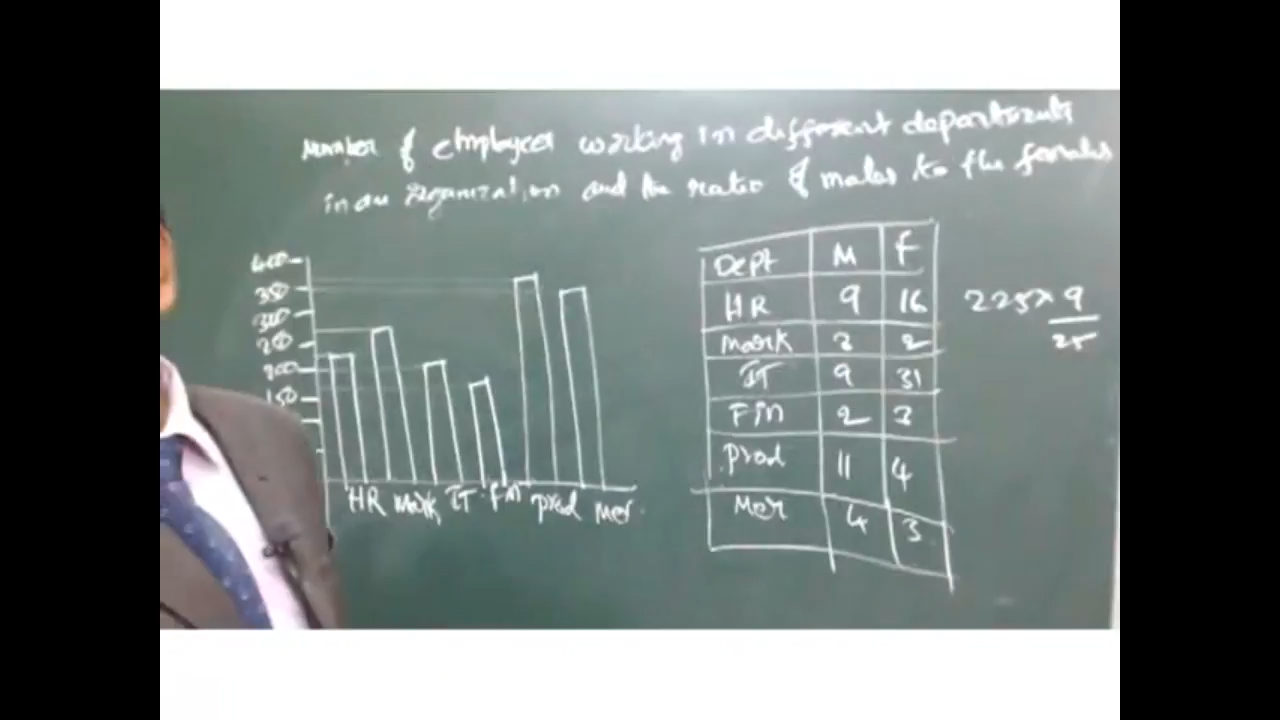 Number of employees working in different departments
in an organization and the ratio of males to the females
400
350
300
250
200
150
HR Mark IT FIN prod Mer.
Dept M F
HR 9 16
mark 3 2
IT 9 31
FIN 2 3
prod 11 4
Mer 4 3
225 x 9
25